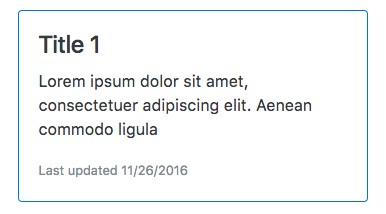 Title 1
Lorem ipsum dolor sit amet,
consectetuer adipiscing elit. Aenean
commodo ligula
Last updated 11/26/2016